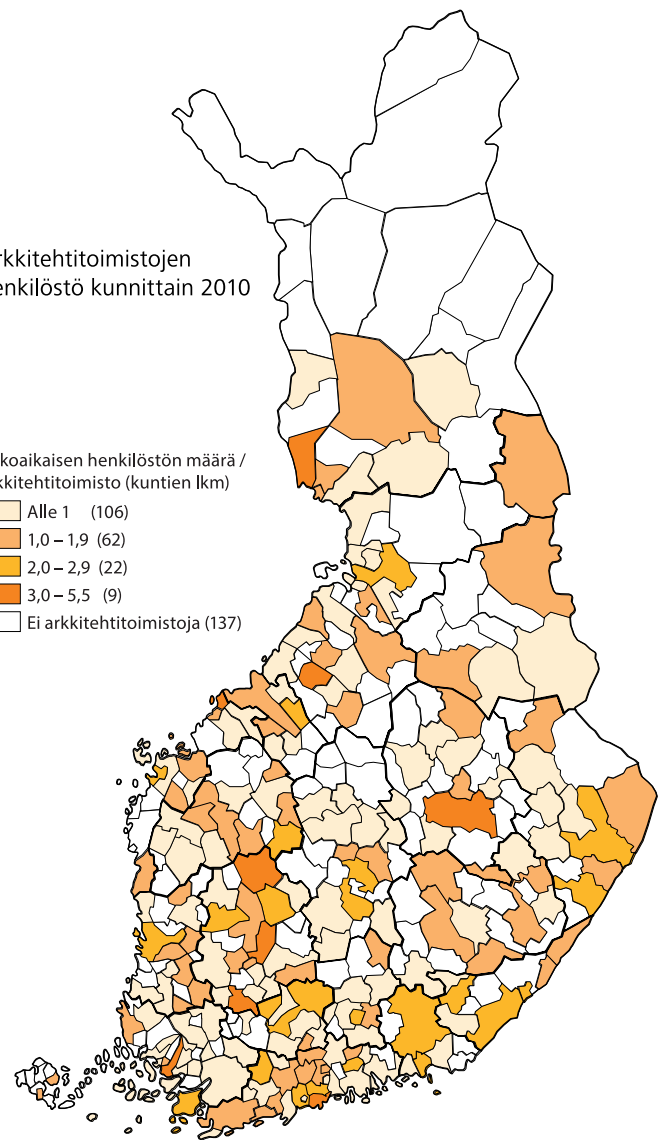 rkkitehtitoimistojen
enkilöstö kunnittain 2010
koaikaisen henkilöstön määrä /
kkitehtitoimisto (kuntien lkm)
Alle 1 (106)
1,0 – 1,9 (62)
2,0 – 2,9 (22)
3,0 – 5,5 (9)
Ei arkkitehtitoimistoja (137)